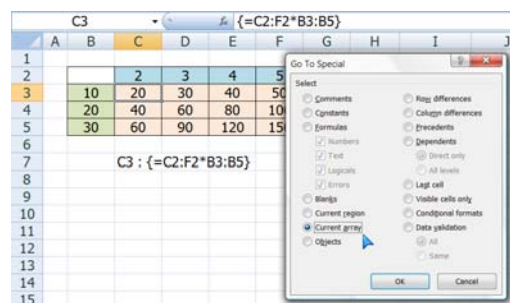 C3 fx {=C2:F2*B3:B5}
A B C D E F G H I J
1
2 2 3 4 5
3 10 20 30 40 50
4 20 40 60 80 100
5 30 60 90 120 150
6
7 C3 : {=C2:F2*B3:B5}
8
9
10
11
12
13
14
15
Go To Special
Select
Comments Row differences
Constants Column differences
Formulas Precedents
Numbers Dependents
Text Direct only
Logicals All levels
Errors Last cell
Blanks Visible cells only
Current region Conditional formats
Current array Data validation
Objects All
Same
OK Cancel